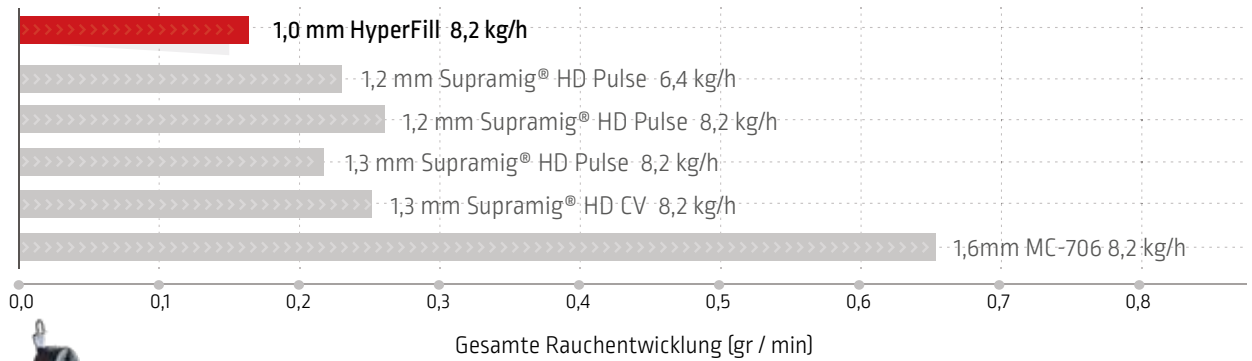 1,0 mm HyperFill 8,2 kg/h
1,2 mm Supramig® HD Pulse 6,4 kg/h
1,2 mm Supramig® HD Pulse 8,2 kg/h
1,3 mm Supramig® HD Pulse 8,2 kg/h
1,3 mm Supramig® HD CV 8,2 kg/h
1,6mm MC-706 8,2 kg/h
0,0 0,1 0,2 0,3 0,4 0,5 0,6 0,7 0,8
Gesamte Rauchentwicklung (gr / min)